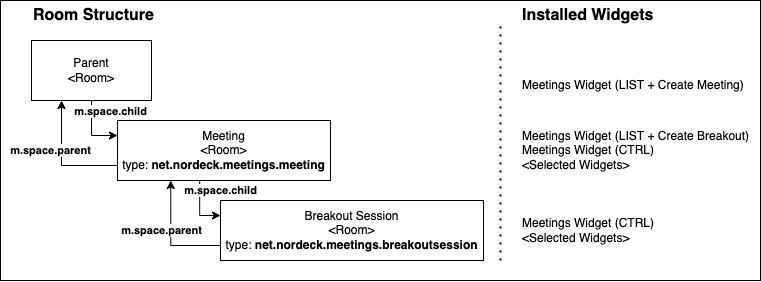 Room Structure
Installed Widgets
Parent
<Room>
Meetings Widget (LIST + Create Meeting)
m.space.child
m.space.parent
Meeting
<Room>
type: net.nordeck.meetings.meeting
Meetings Widget (LIST + Create Breakout)
Meetings Widget (CTRL)
<Selected Widgets>
m.space.child
m.space.parent
Breakout Session
<Room>
type: net.nordeck.meetings.breakoutsession
Meetings Widget (CTRL)
<Selected Widgets>